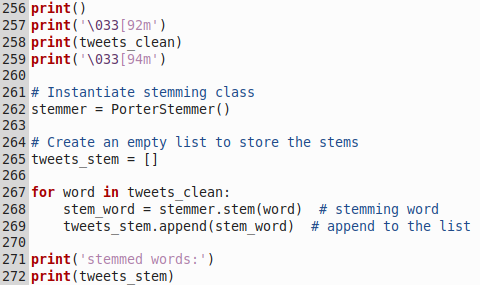 256 print()
257 print('\033[92m')
258 print(tweets_clean)
259 print('\033[94m')
260
261 # Instantiate stemming class
262 stemmer = PorterStemmer()
263
264 # Create an empty list to store the stems
265 tweets_stem = []
266
267 for word in tweets_clean:
268     stem_word = stemmer.stem(word)  # stemming word
269     tweets_stem.append(stem_word)  # append to the list
270
271 print('stemmed words:')
272 print(tweets_stem)